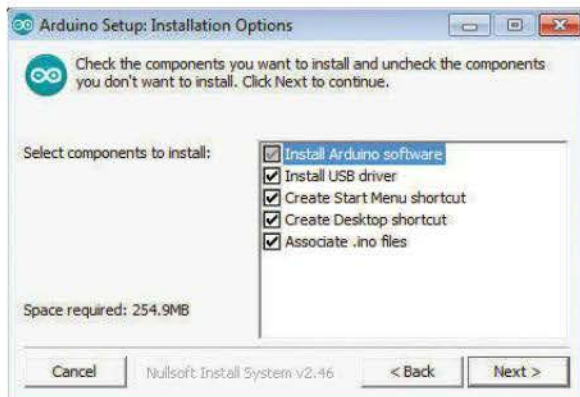 Arduino Setup: Installation Options
Check the components you want to install and uncheck the components
you don't want to install. Click Next to continue.
Select components to install:
Install Arduino software
Install USB driver
Create Start Menu shortcut
Create Desktop shortcut
Associate .ino files
Space required: 254.9MB
Cancel
Nullsoft Install System v2.46
< Back
Next >